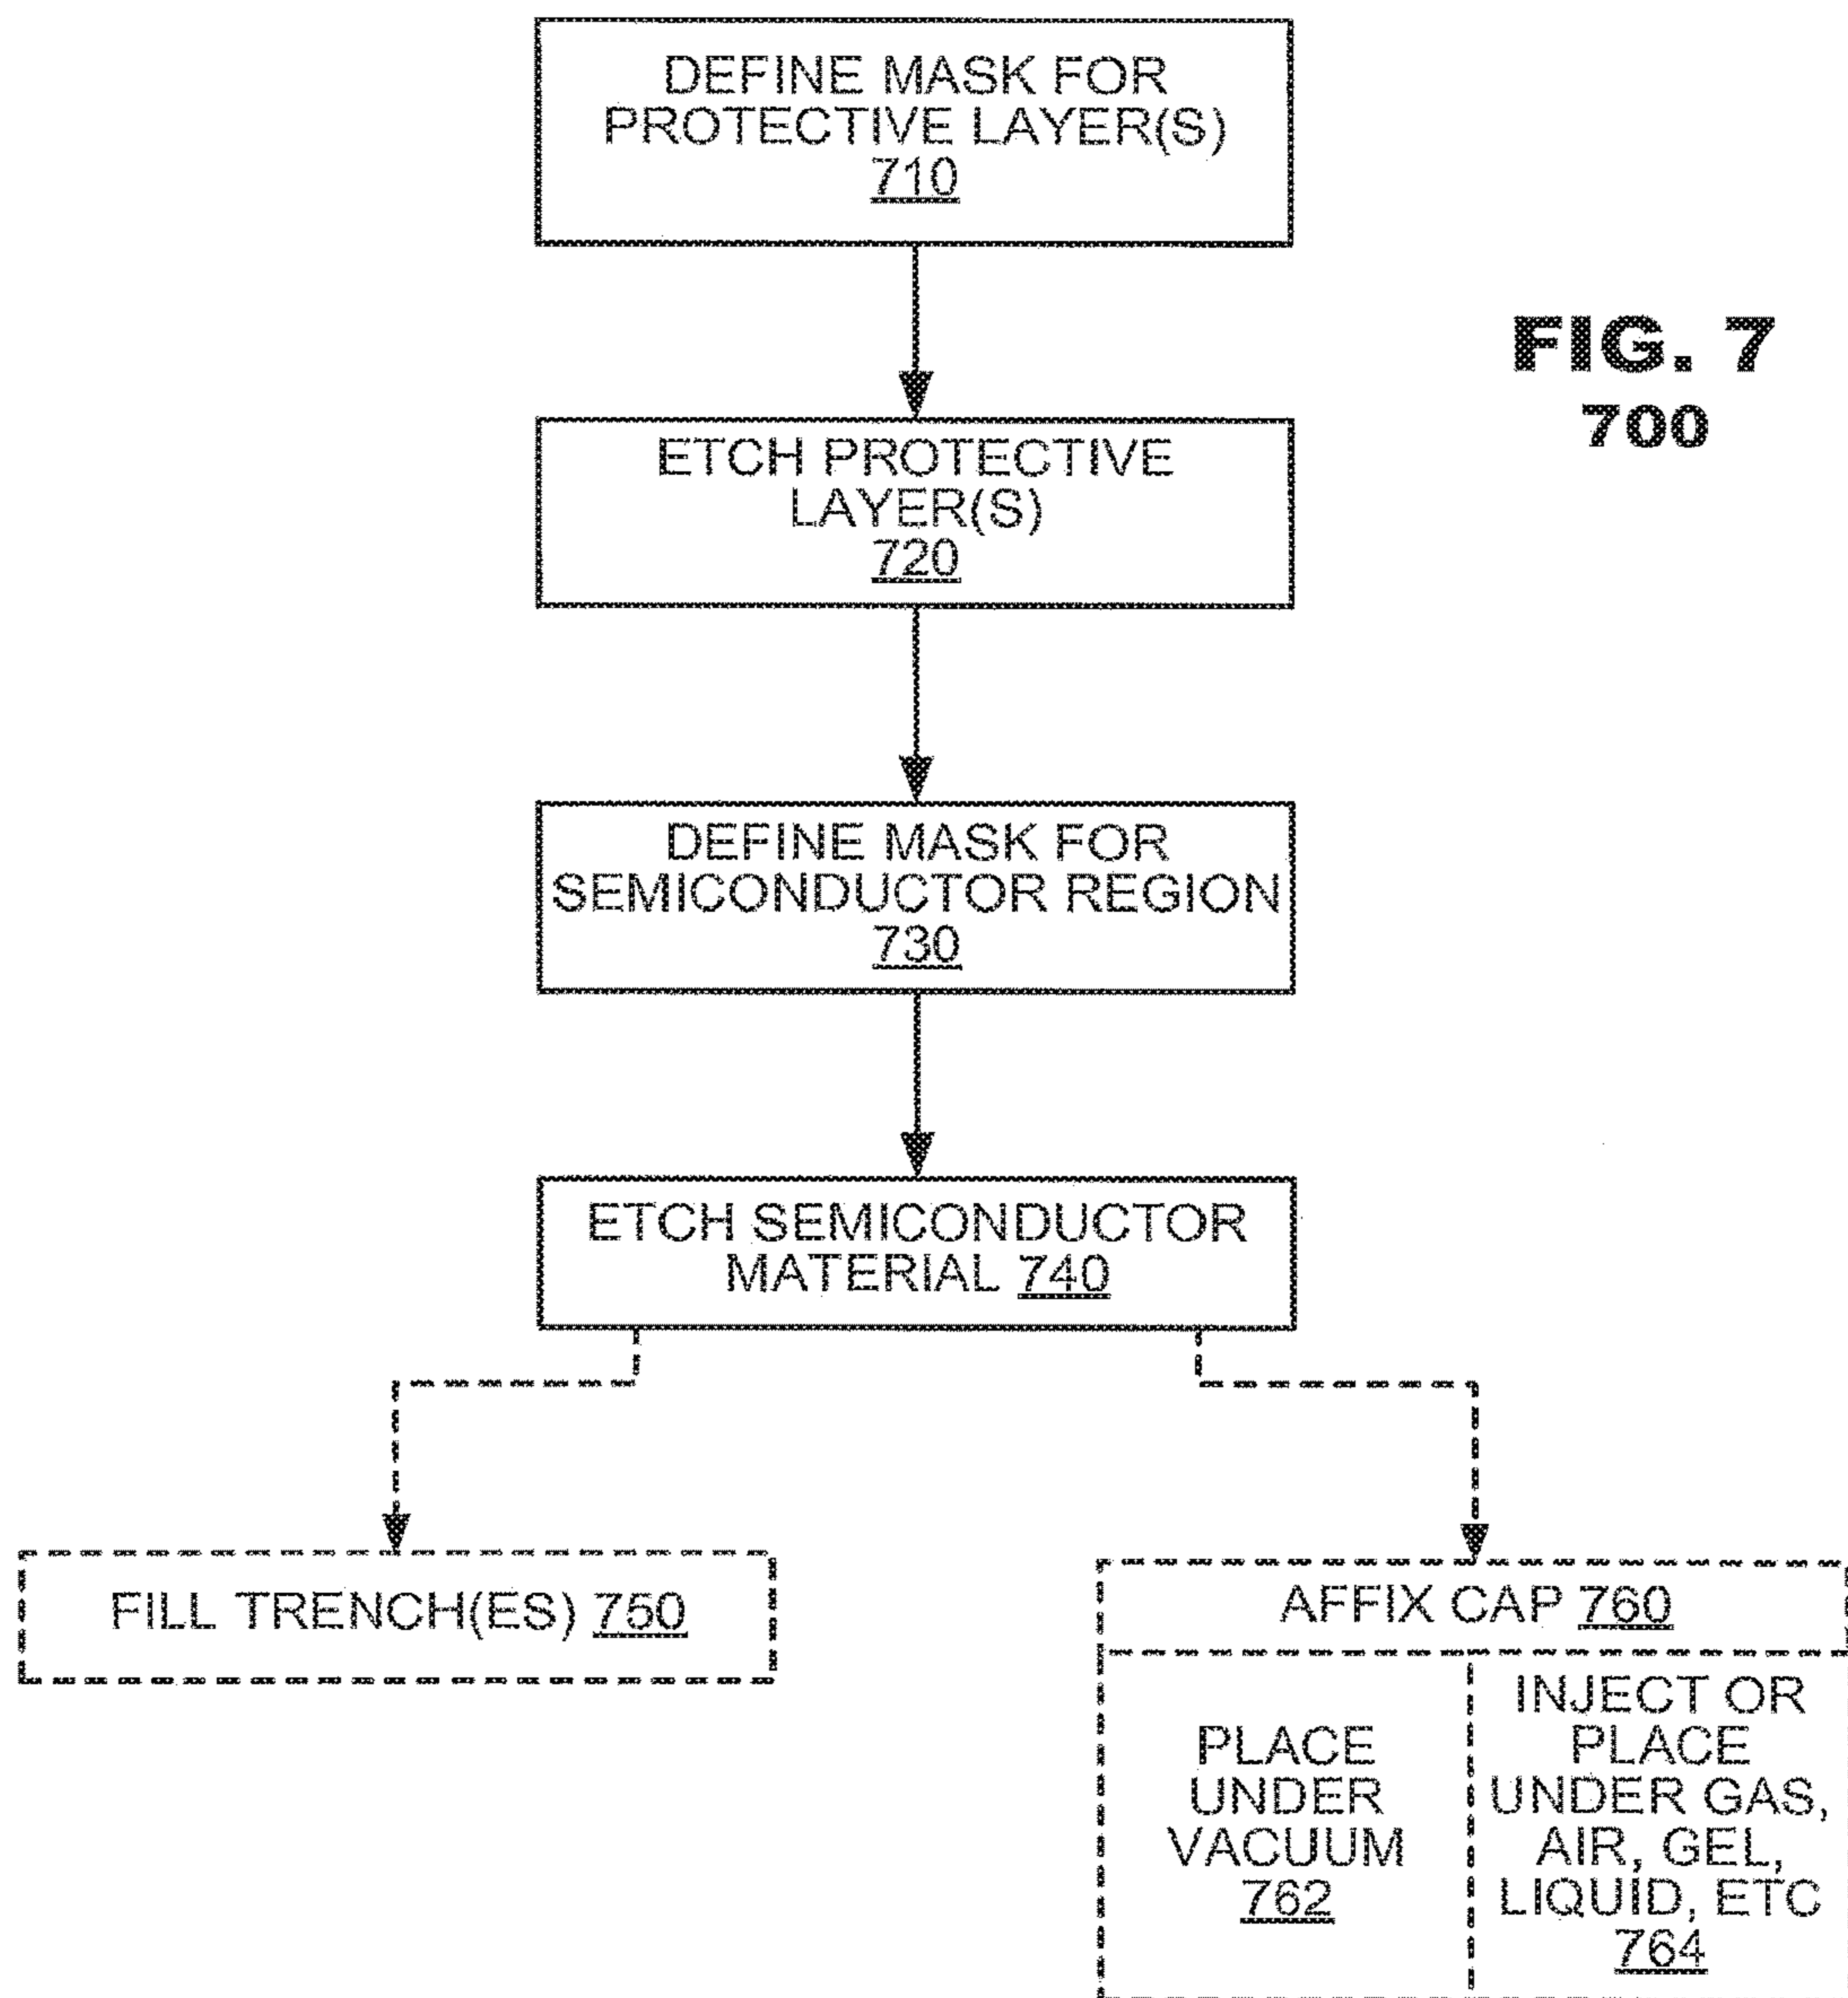 DEFINE MASK FOR
PROTECTIVE LAYER(S)
710
FIG. 7
700
ETCH PROTECTIVE
LAYER(S)
720
DEFINE MASK FOR
SEMICONDUCTOR REGION
730
ETCH SEMICONDUCTOR
MATERIAL 740
FILL TRENCH(ES) 750
AFFIX CAP 760
PLACE
UNDER
VACUUM
762
INJECT OR
PLACE
UNDER GAS,
AIR, GEL,
LIQUID, ETC
764